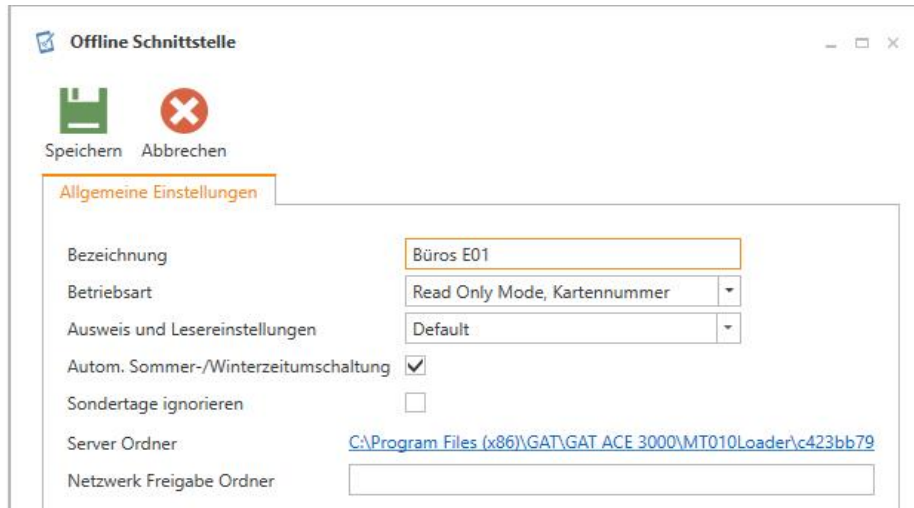 Offline Schnittstelle
Speichern Abbrechen
Allgemeine Einstellungen
Bezeichnung Büros E01
Betriebsart Read Only Mode, Kartennummer
Ausweis und Lesereinstellungen Default
Autom. Sommer-/Winterzeitumschaltung
Sondertage ignorieren
Server Ordner C:\Program Files (x86)\GAT\GAT ACE 3000\MT010Loader\c423bb79
Netzwerk Freigabe Ordner